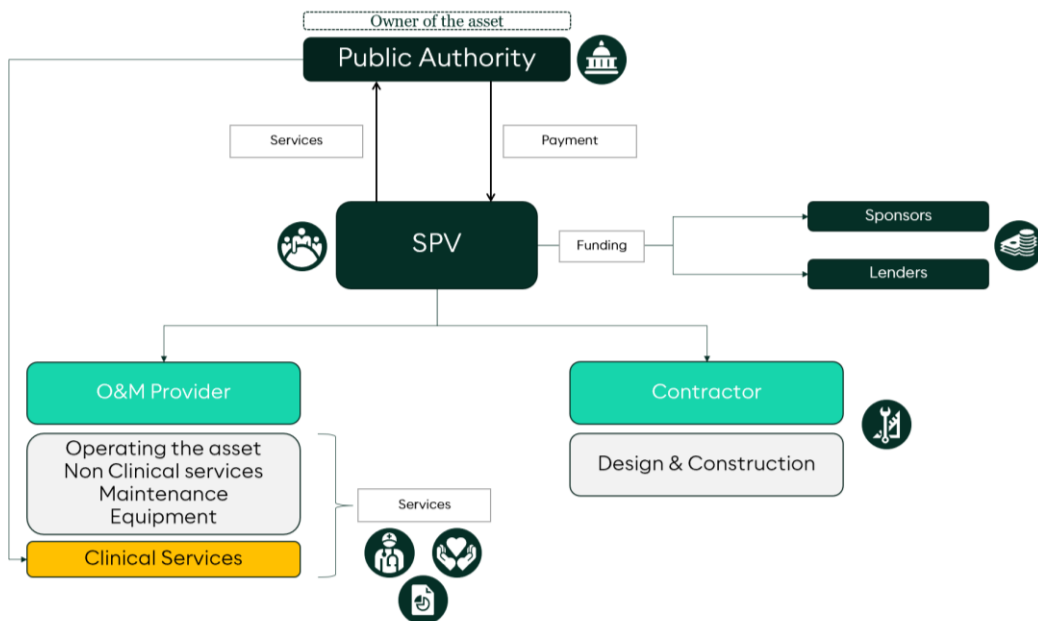 Owner of the asset
Public Authority
Services
Payment
SPV
Funding
Sponsors
Lenders
O&M Provider
Contractor
Operating the asset
Non Clinical services
Maintenance
Equipment
Design & Construction
Services
Clinical Services